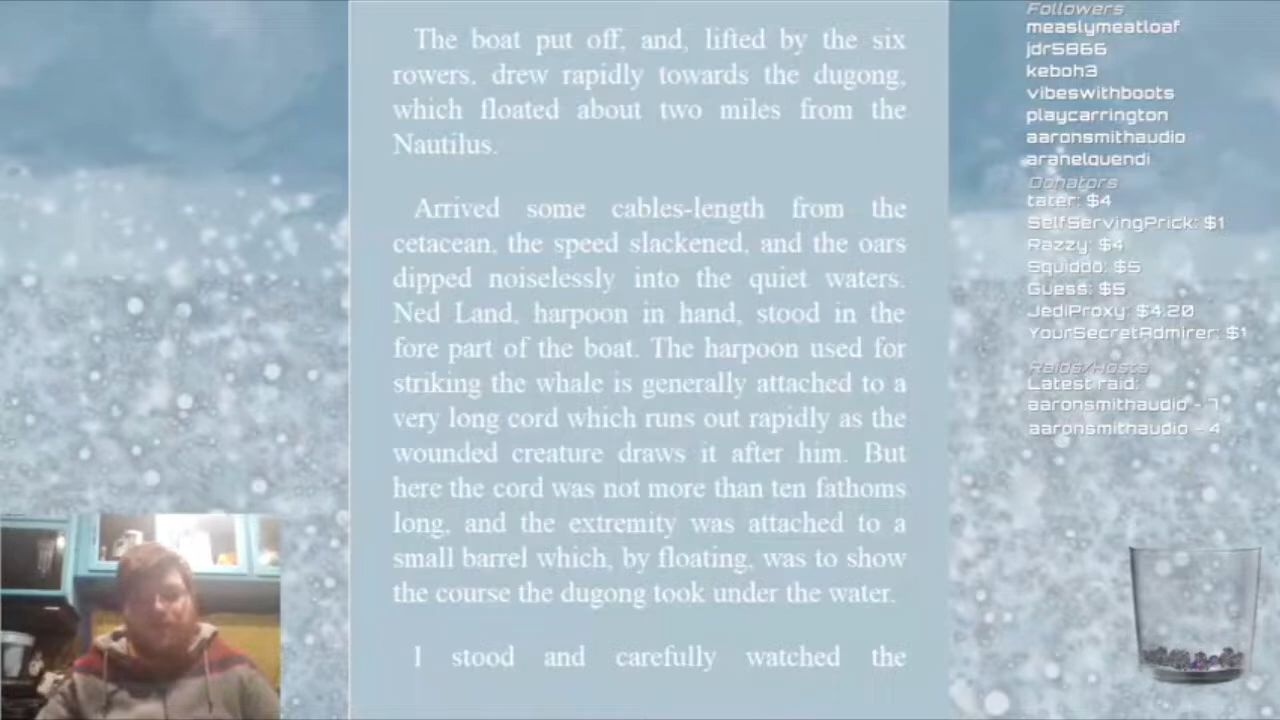 The boat put off, and, lifted by the six
rowers, drew rapidly towards the dugong,
which floated about two miles from the
Nautilus.
Arrived some cables-length from the
cetacean, the speed slackened, and the oars
dipped noiselessly into the quiet waters.
Ned Land, harpoon in hand, stood in the
fore part of the boat. The harpoon used for
striking the whale is generally attached to a
very long cord which runs out rapidly as the
wounded creature draws it after him. But
here the cord was not more than ten fathoms
long, and the extremity was attached to a
small barrel which, by floating, was to show
the course the dugong took under the water.
I stood and carefully watched the
Followers
measlymeatloaf
jdr5866
keboh3
vibeswithboots
playcarrington
aaronsmithaudio
aranelquendi
Donators
tater: $4
SelfServingPrick: $1
Razzy: $4
Squiddo: $5
Guess: $5
JediProxy: $4.20
YourSecretAdmirer: $1
Raids/Hosts
Latest raid:
aaronsmithaudio - 7
aaronsmithaudio - 4